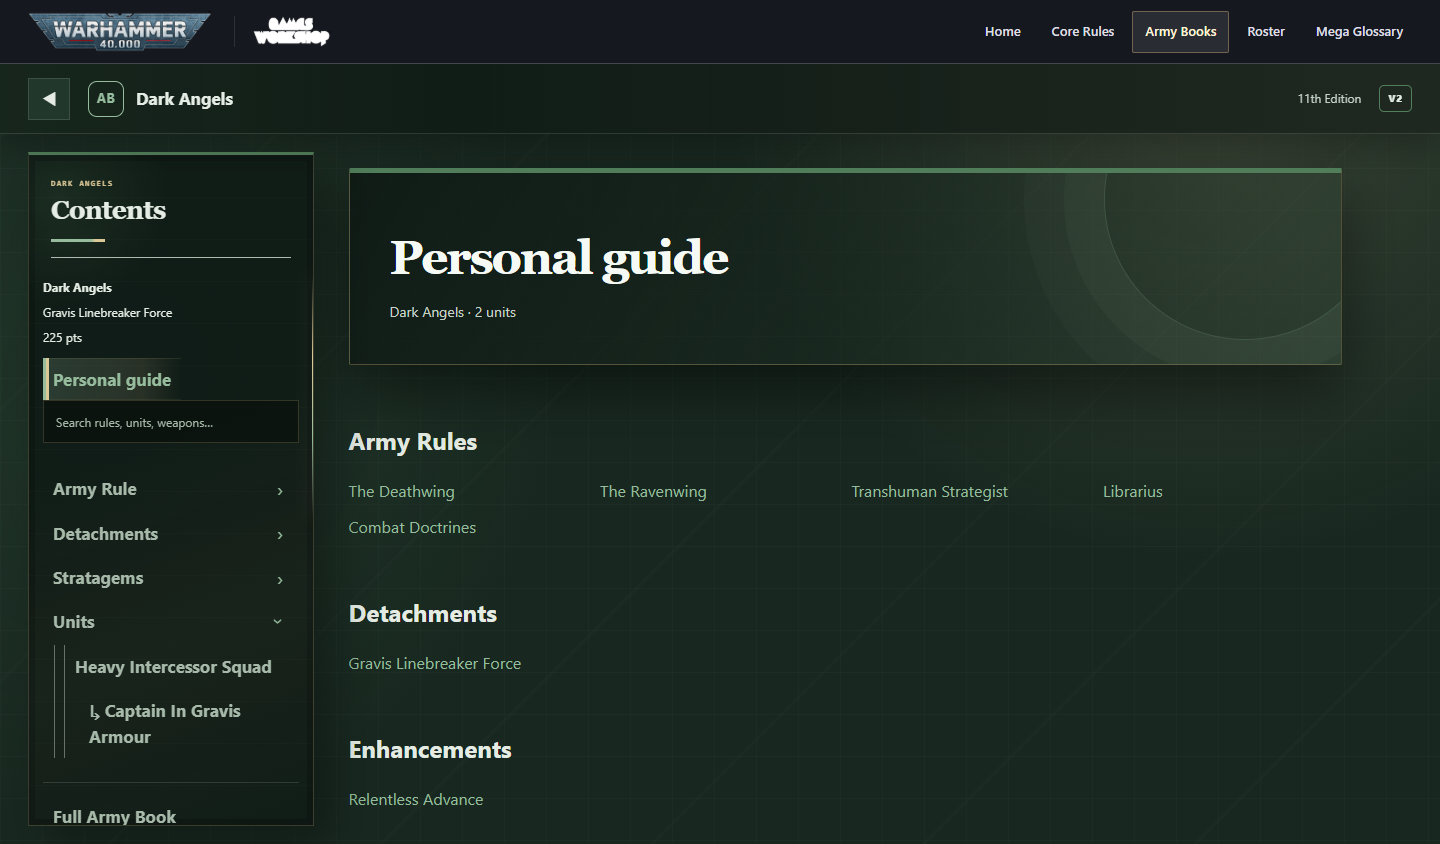 WARHAMMER
40,000
GAMES
WORKSHOP
Home
Core Rules
Army Books
Roster
Mega Glossary
◀
AB
Dark Angels
11th Edition
V2
DARK ANGELS
Contents
Dark Angels
Gravis Linebreaker Force
225 pts
Personal guide
Search rules, units, weapons...
Army Rule
Detachments
Stratagems
Units
Heavy Intercessor Squad
↳ Captain In Gravis
Armour
Full Army Book
Personal guide
Dark Angels · 2 units
Army Rules
The Deathwing
The Ravenwing
Transhuman Strategist
Librarius
Combat Doctrines
Detachments
Gravis Linebreaker Force
Enhancements
Relentless Advance